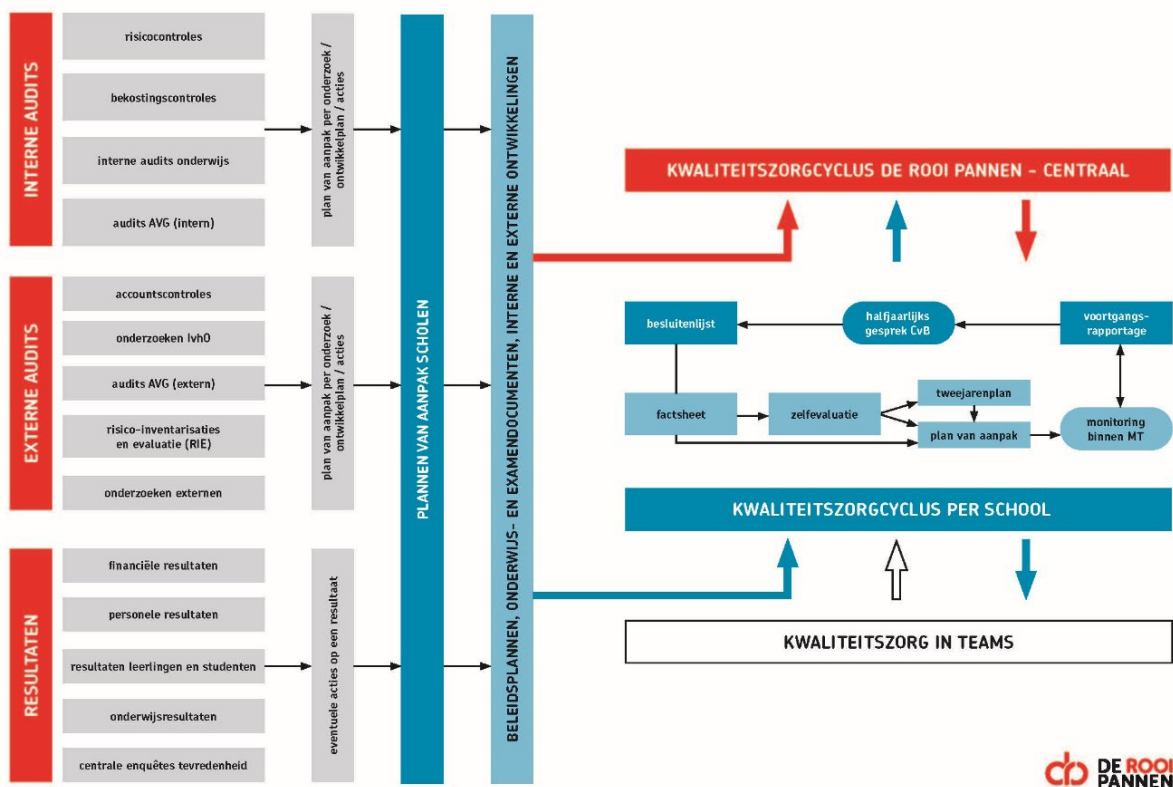 INTERNE AUDITS
risicocontroles
bekostingscontroles
interne audits onderwijs
audits AVG (intern)
plan van aanpak per onderzoek /
ontwikkelplan / acties
EXTERNE AUDITS
accountscontroles
onderzoeken IvhO
audits AVG (extern)
risico-inventarisaties
en evaluatie (RIE)
onderzoeken externen
plan van aanpak per onderzoek /
ontwikkelplan / acties
RESULTATEN
financiële resultaten
personele resultaten
resultaten leerlingen en studenten
onderwijsresultaten
centrale enquêtes tevredenheid
eventuele acties op een resultaat
PLANNEN VAN AANPAK SCHOLEN
BELEIDSPLANNEN, ONDERWIJS- EN EXAMENDOCUMENTEN, INTERNE EN EXTERNE ONTWIKKELINGEN
KWALITEITSZORGCYCLUS DE ROOI PANNEN - CENTRAAL
besluitenlijst
halfjaarlijks
gesprek CvB
voortgangs-
rapportage
factsheet
zelfevaluatie
tweejarenplan
plan van aanpak
monitoring
binnen MT
KWALITEITSZORGCYCLUS PER SCHOOL
KWALITEITSZORG IN TEAMS
DE ROOI
PANNEN